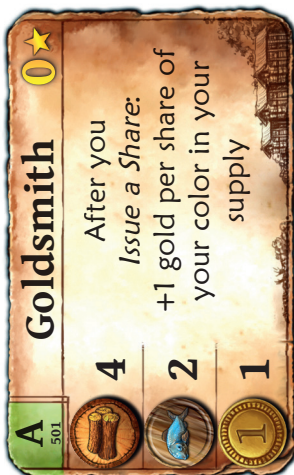 A
501
Goldsmith
0
4
2
1
1
After you
Issue a Share:
+1 gold per share of
your color in your
supply